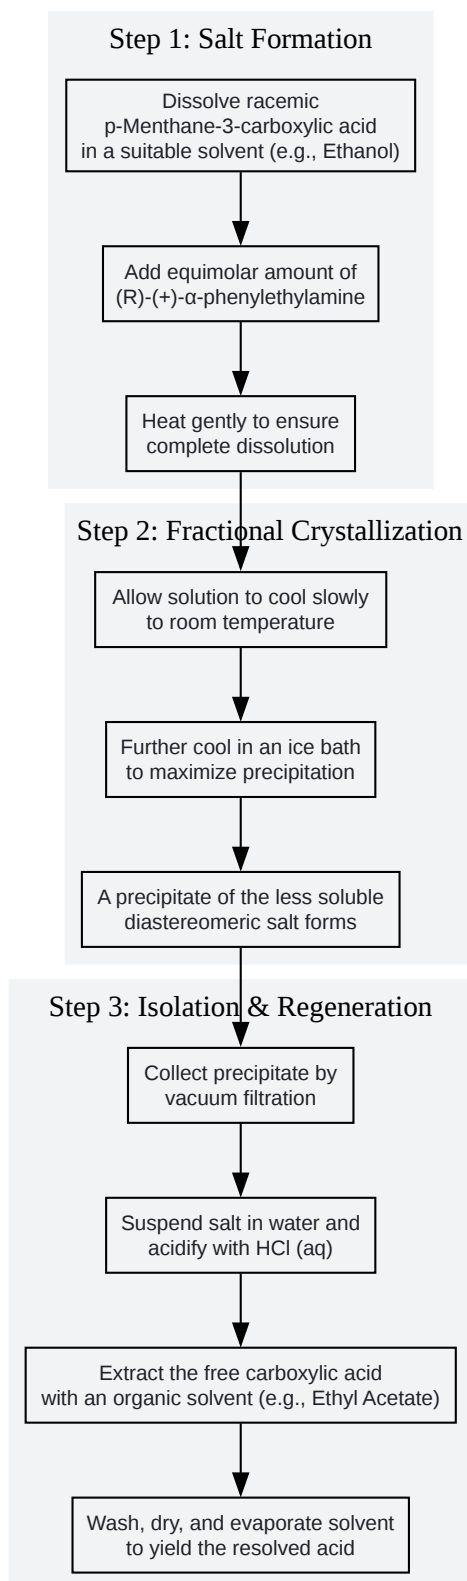 Step 1: Salt Formation
Dissolve racemic
p-Menthane-3-carboxylic acid
in a suitable solvent (e.g., Ethanol)
Add equimolar amount of
(R)-(+)-α-phenylethylamine
Heat gently to ensure
complete dissolution
Step 2: Fractional Crystallization
Allow solution to cool slowly
to room temperature
Further cool in an ice bath
to maximize precipitation
A precipitate of the less soluble
diastereomeric salt forms
Step 3: Isolation & Regeneration
Collect precipitate by
vacuum filtration
Suspend salt in water and
acidify with HCl (aq)
Extract the free carboxylic acid
with an organic solvent (e.g., Ethyl Acetate)
Wash, dry, and evaporate solvent
to yield the resolved acid